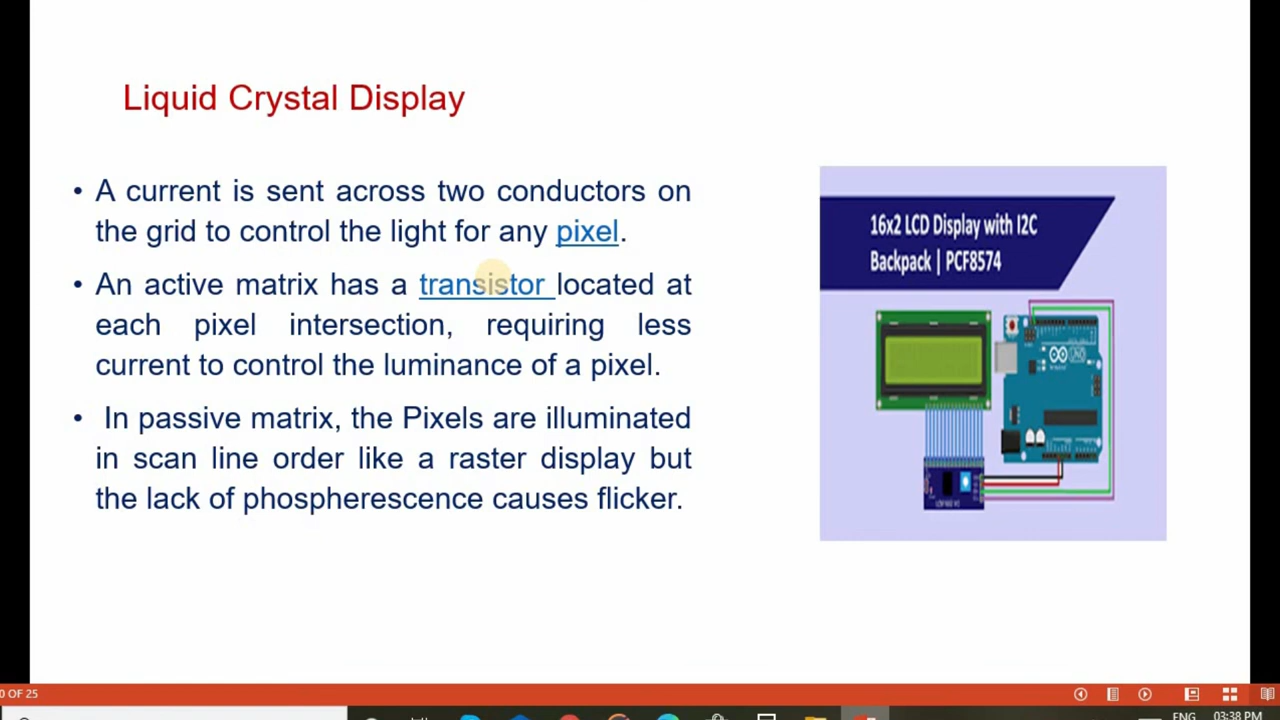 Liquid Crystal Display
• A current is sent across two conductors on
the grid to control the light for any pixel.
• An active matrix has a transistor located at
each pixel intersection, requiring less
current to control the luminance of a pixel.
• In passive matrix, the Pixels are illuminated
in scan line order like a raster display but
the lack of phospherescence causes flicker.
16x2 LCD Display with I2C
Backpack | PCF8574
UNO
0 OF 25
ENG
03:38 PM